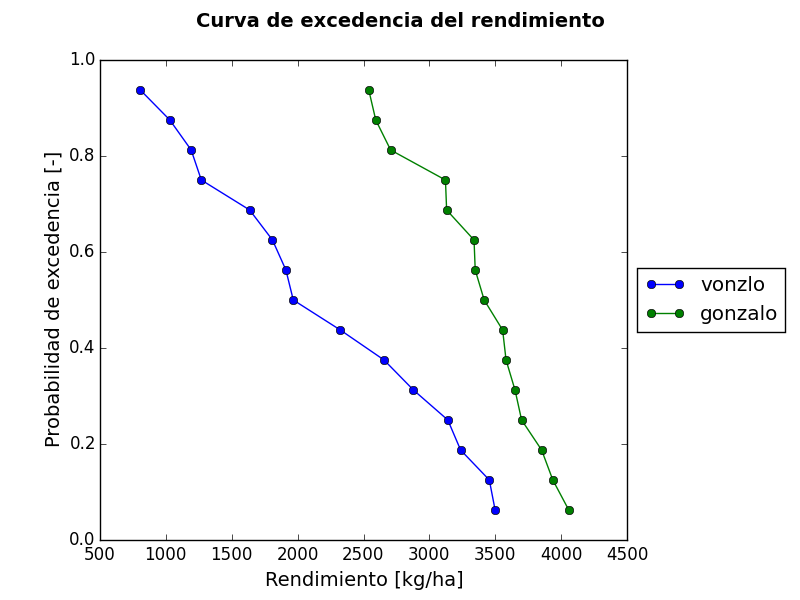 Curva de excedencia del rendimiento
1.0
0.8
0.6
0.4
0.2
0.0
Probabilidad de excedencia [-]
500 1000 1500 2000 2500 3000 3500 4000 4500
Rendimiento [kg/ha]
vonzlo
gonzalo